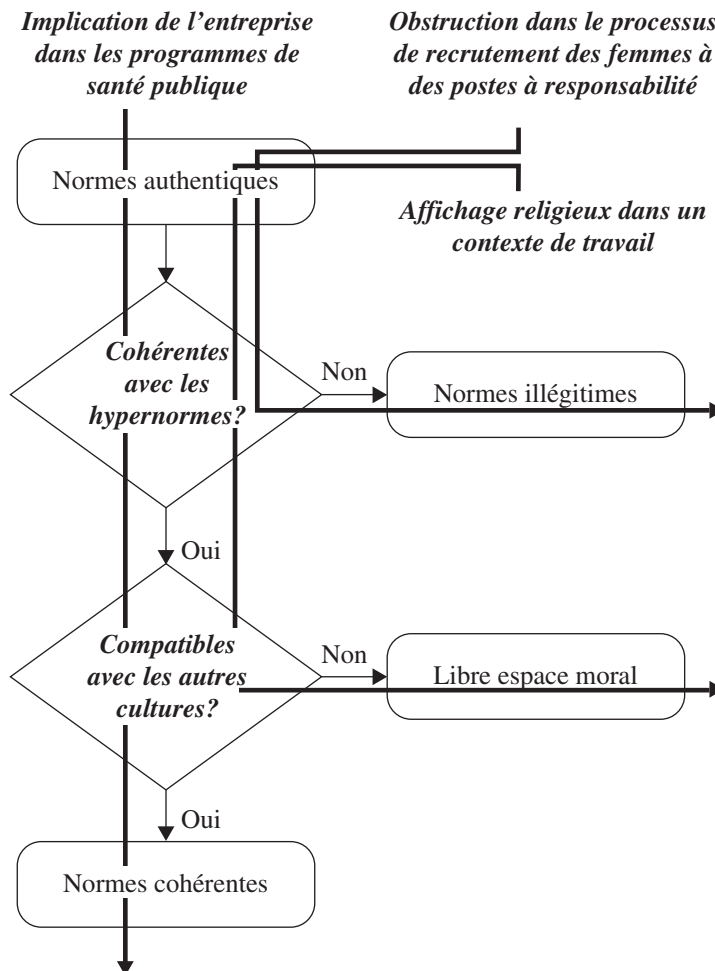 Implication de l’entreprise
dans les programmes de
santé publique
Obstruction dans le processus
de recrutement des femmes à
des postes à responsabilité
Normes authentiques
Affichage religieux dans un
contexte de travail
Cohérentes
avec les
hypernormes?
Non
Normes illégitimes
Oui
Compatibles
avec les autres
cultures?
Non
Libre espace moral
Oui
Normes cohérentes